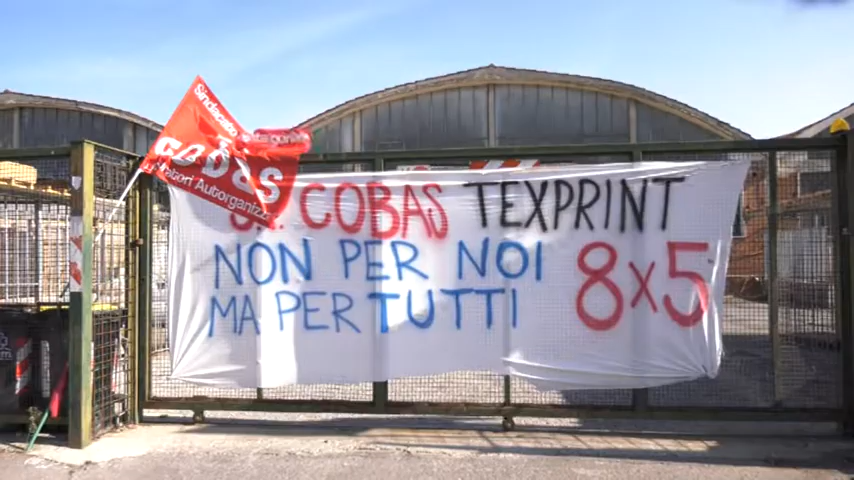 Sindacato
COBAS
Lavoratori Autorganizzati
S.I. COBAS TEXPRINT
NON PER NOI 8x5
MA PER TUTTI